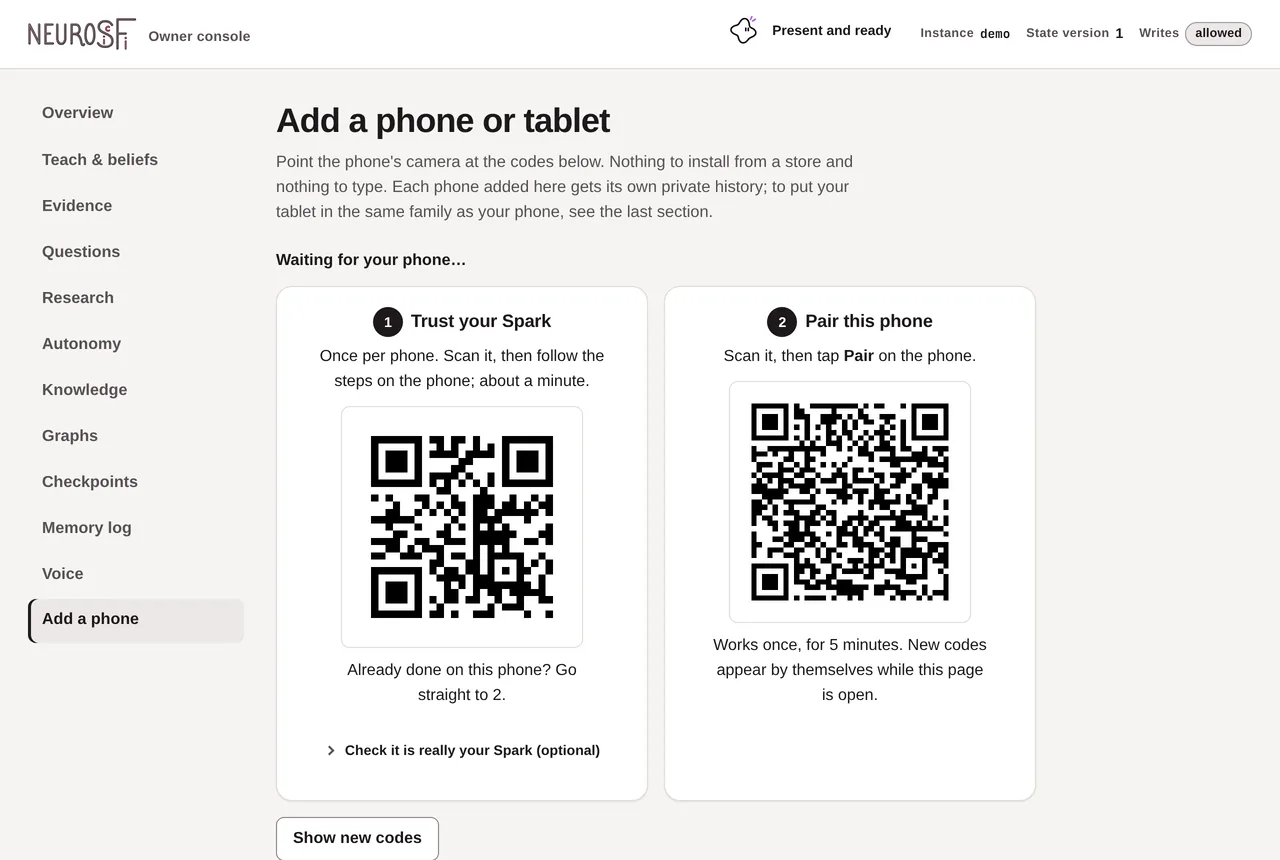 NEUROSFi
Owner console
Present and ready
Instance demo
State version 1
Writes allowed
Overview
Teach & beliefs
Evidence
Questions
Research
Autonomy
Knowledge
Graphs
Checkpoints
Memory log
Voice
Add a phone
Add a phone or tablet
Point the phone's camera at the codes below. Nothing to install from a store and
nothing to type. Each phone added here gets its own private history; to put your
tablet in the same family as your phone, see the last section.
Waiting for your phone…
1 Trust your Spark
Once per phone. Scan it, then follow the
steps on the phone; about a minute.
Already done on this phone? Go
straight to 2.
Check it is really your Spark (optional)
2 Pair this phone
Scan it, then tap Pair on the phone.
Works once, for 5 minutes. New codes
appear by themselves while this page
is open.
Show new codes